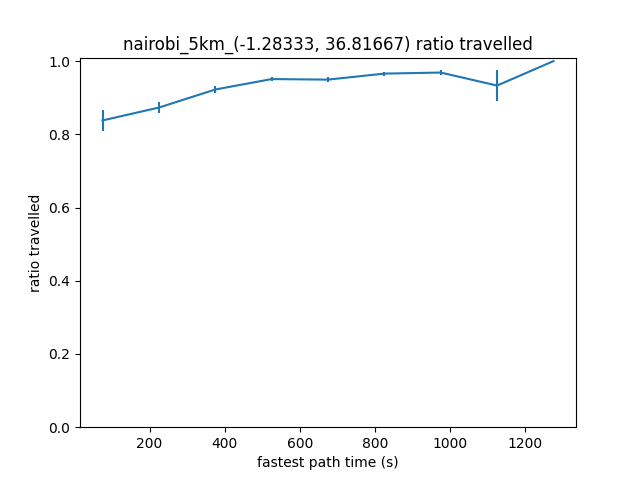 nairobi_5km_(-1.28333, 36.81667) ratio travelled
1.0
0.8
0.6
0.4
0.2
0.0
ratio travelled
200 400 600 800 1000 1200
fastest path time (s)